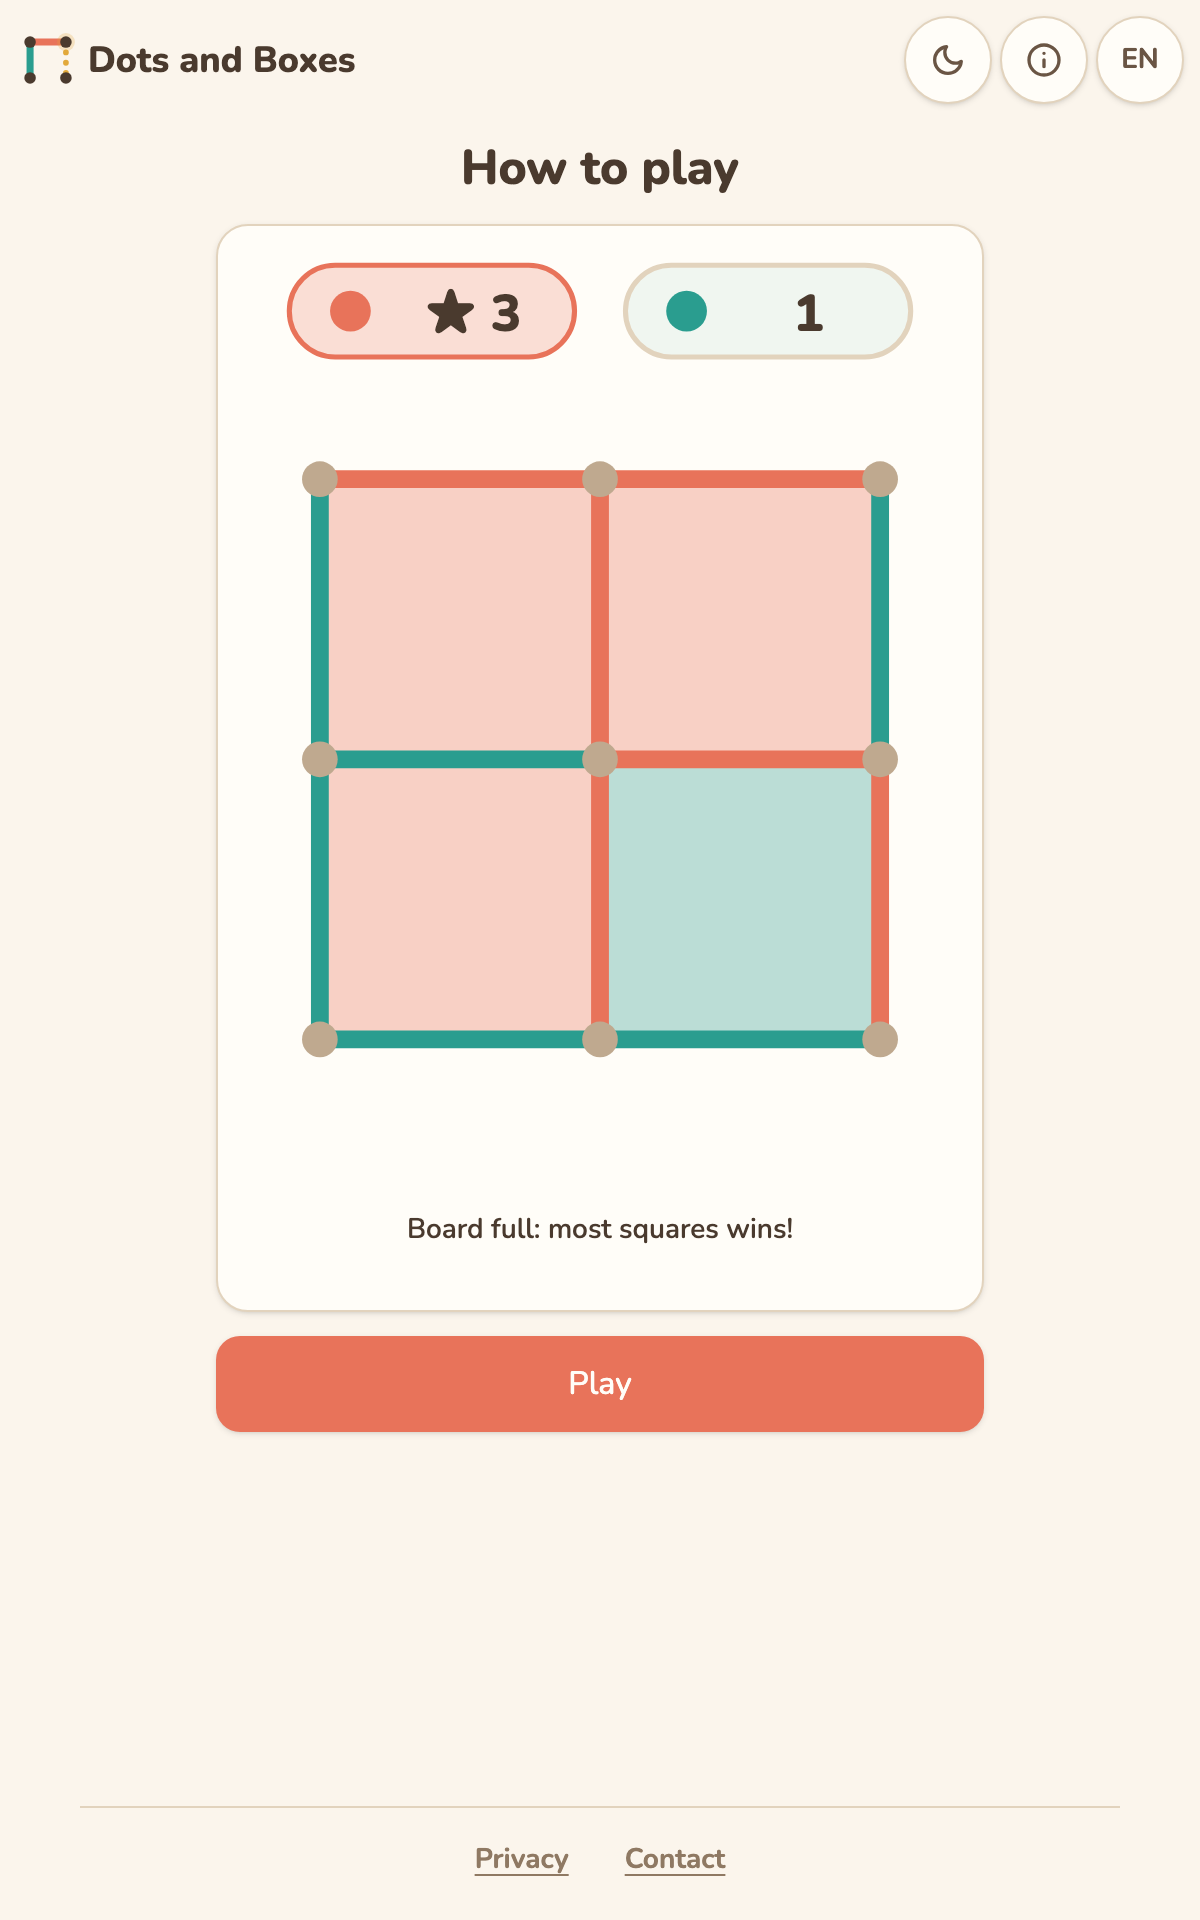 Dots and Boxes
EN
How to play
3
1
Board full: most squares wins!
Play
Privacy
Contact